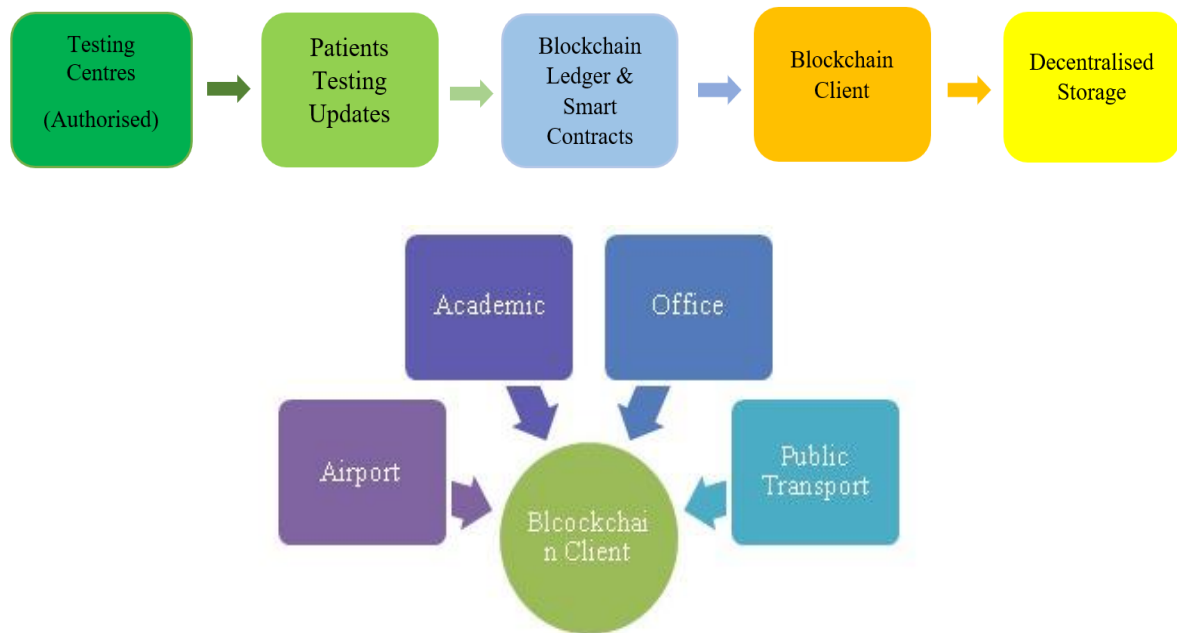 Testing
Centres
(Authorised)
Patients
Testing
Updates
Blockchain
Ledger &
Smart
Contracts
Blockchain
Client
Decentralised
Storage
Academic
Office
Airport
Public
Transport
Blcockchai
n Client